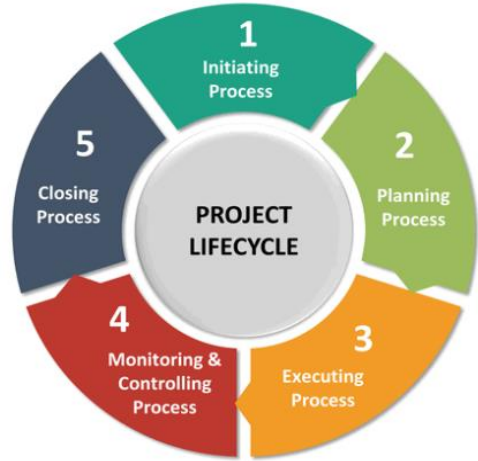 1
Initiating
Process
2
Planning
Process
3
Executing
Process
4
Monitoring &
Controlling
Process
5
Closing
Process
PROJECT
LIFECYCLE